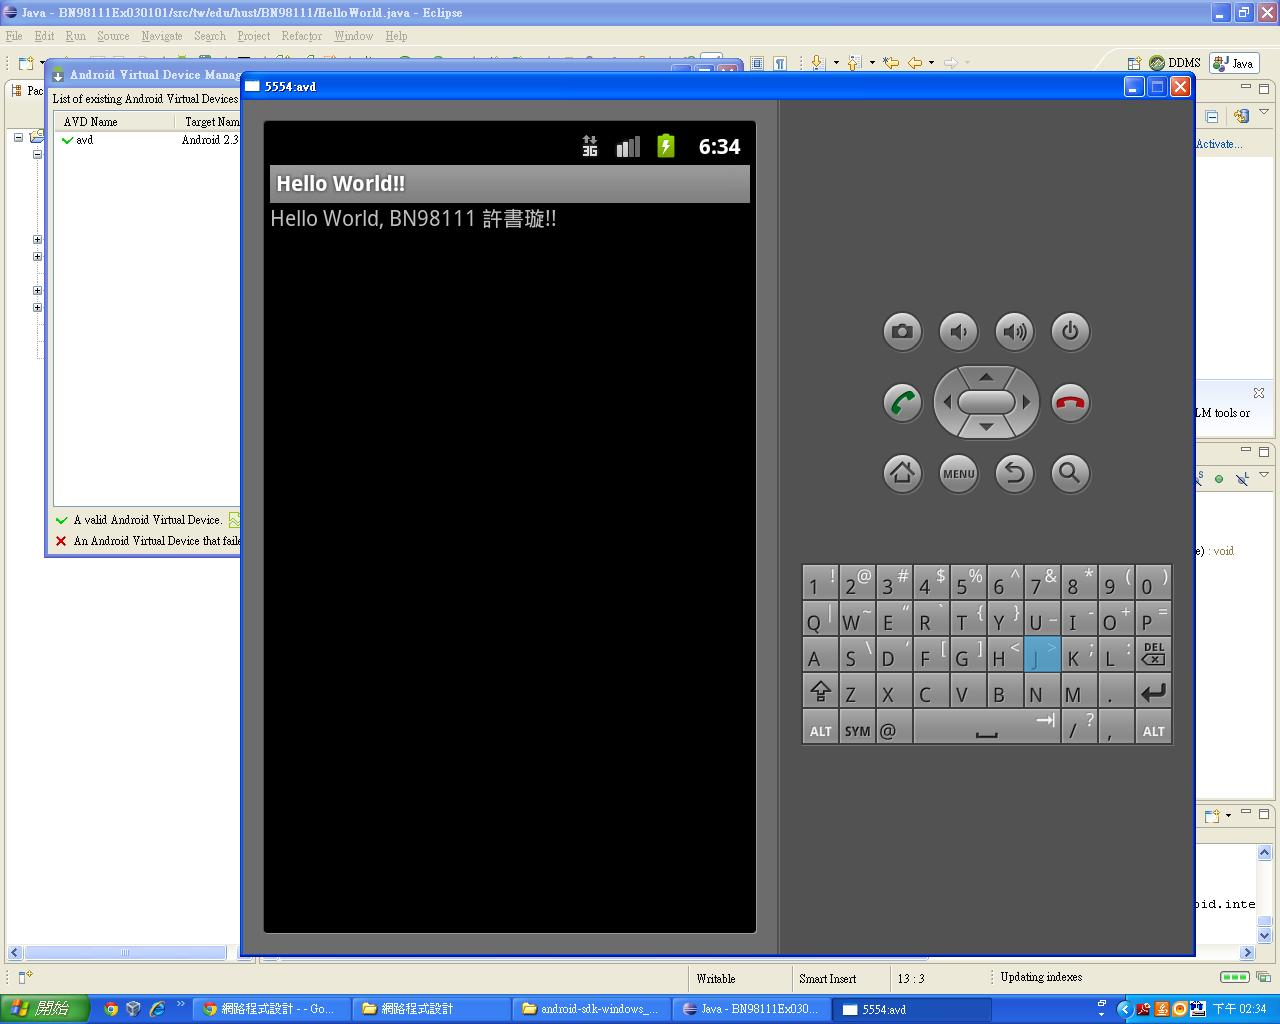 Java - BN98111Ex030101/src/tw/edu/hust/BN98111/HelloWorld.java - Eclipse
File Edit Run Source Navigate Search Project Refactor Window Help
DDMS Java
Android Virtual Device Manag
List of existing Android Virtual Devices
AVD Name Target Nam
avd Android 2.3
A valid Android Virtual Device.
An Android Virtual Device that faile
5554:avd
3G 6:34
Hello World!!
Hello World, BN98111 許書璇!!
MENU
1 ! 2 @ 3 # 4 $ 5 % 6 ^ 7 & 8 * 9 ( 0 )
Q | W ~ E “ R ` T { Y } U _ I - O + P =
A S \ D ‘ F [ G ] H < J > K ; L : DEL
Z X C V B N M .
ALT SYM @ / ? , ALT
Activate...
LM tools or
e) : void
oid.inte
Writable Smart Insert 13 : 3 Updating indexes
開始 網路程式設計 - - Go... 網路程式設計 android-sdk-windows_... Java - BN98111Ex030... 5554:avd 下午 02:34